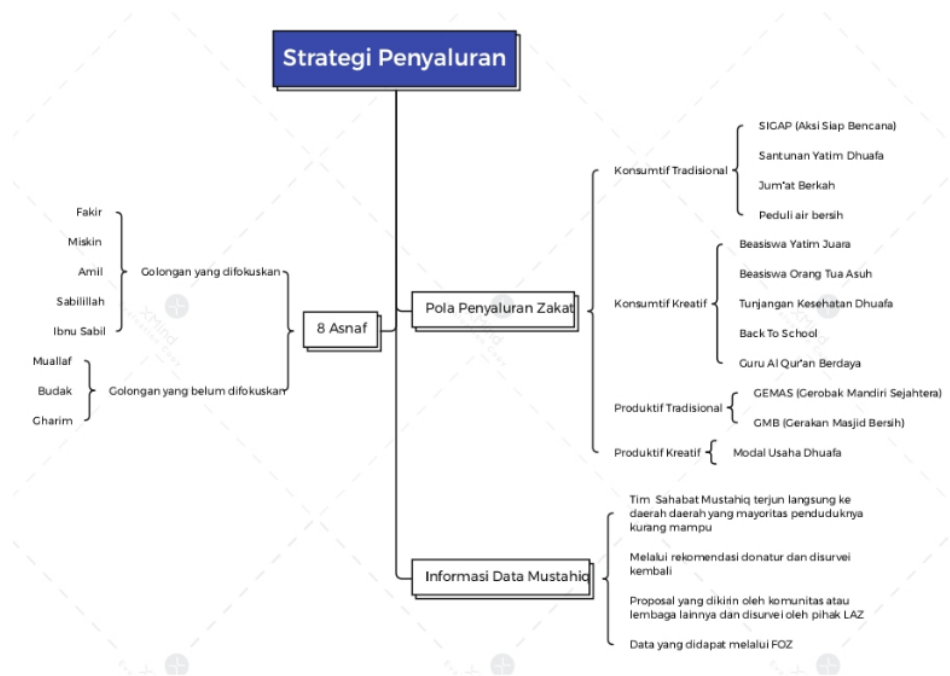 Strategi Penyaluran
8 Asnaf
Golongan yang difokuskan
Fakir
Miskin
Amil
Sabilillah
Ibnu Sabil
Golongan yang belum difokuskan
Muallaf
Budak
Gharim
Pola Penyaluran Zakat
Konsumtif Tradisional
SIGAP (Aksi Siap Bencana)
Santunan Yatim Dhuafa
Jum'at Berkah
Peduli air bersih
Konsumtif Kreatif
Beasiswa Yatim Juara
Beasiswa Orang Tua Asuh
Tunjangan Kesehatan Dhuafa
Back To School
Guru Al Qur'an Berdaya
Produktif Tradisional
GEMAS (Gerobak Mandiri Sejahtera)
GMB (Gerakan Masjid Bersih)
Produktif Kreatif
Modal Usaha Dhuafa
Informasi Data Mustahiq
Tim Sahabat Mustahiq terjun langsung ke
daerah daerah yang mayoritas penduduknya
kurang mampu
Melalui rekomendasi donatur dan disurvei
kembali
Proposal yang dikirin oleh komunitas atau
lembaga lainnya dan disurvei oleh pihak LAZ
Data yang didapat melalui FOZ
XMind
XMind